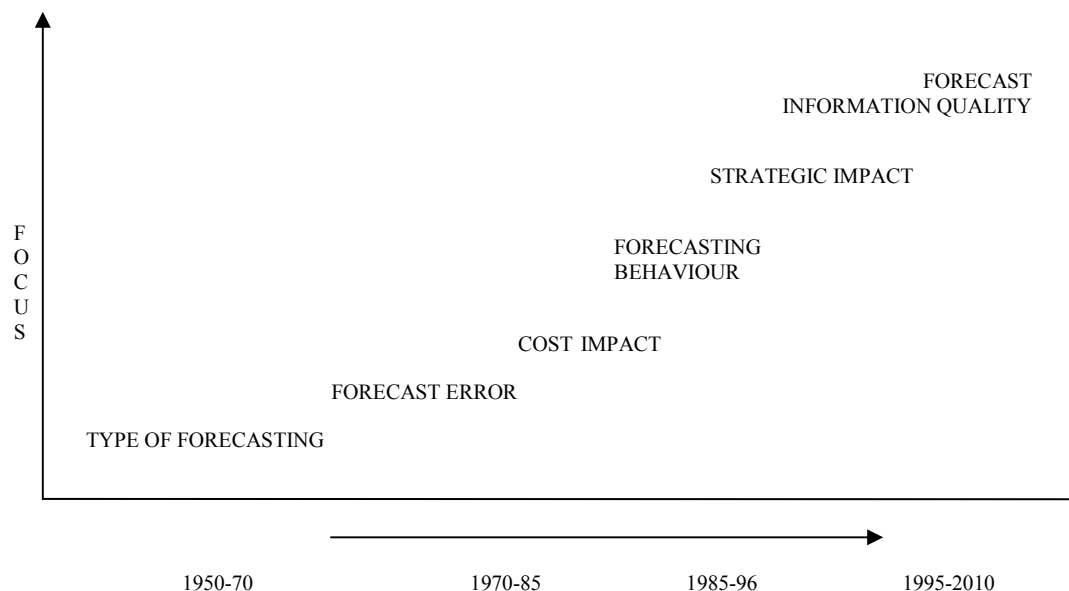 FORECAST
INFORMATION QUALITY
STRATEGIC IMPACT
F
O
C
U
S
FORECASTING
BEHAVIOUR
COST IMPACT
FORECAST ERROR
TYPE OF FORECASTING
1950-70 1970-85 1985-96 1995-2010